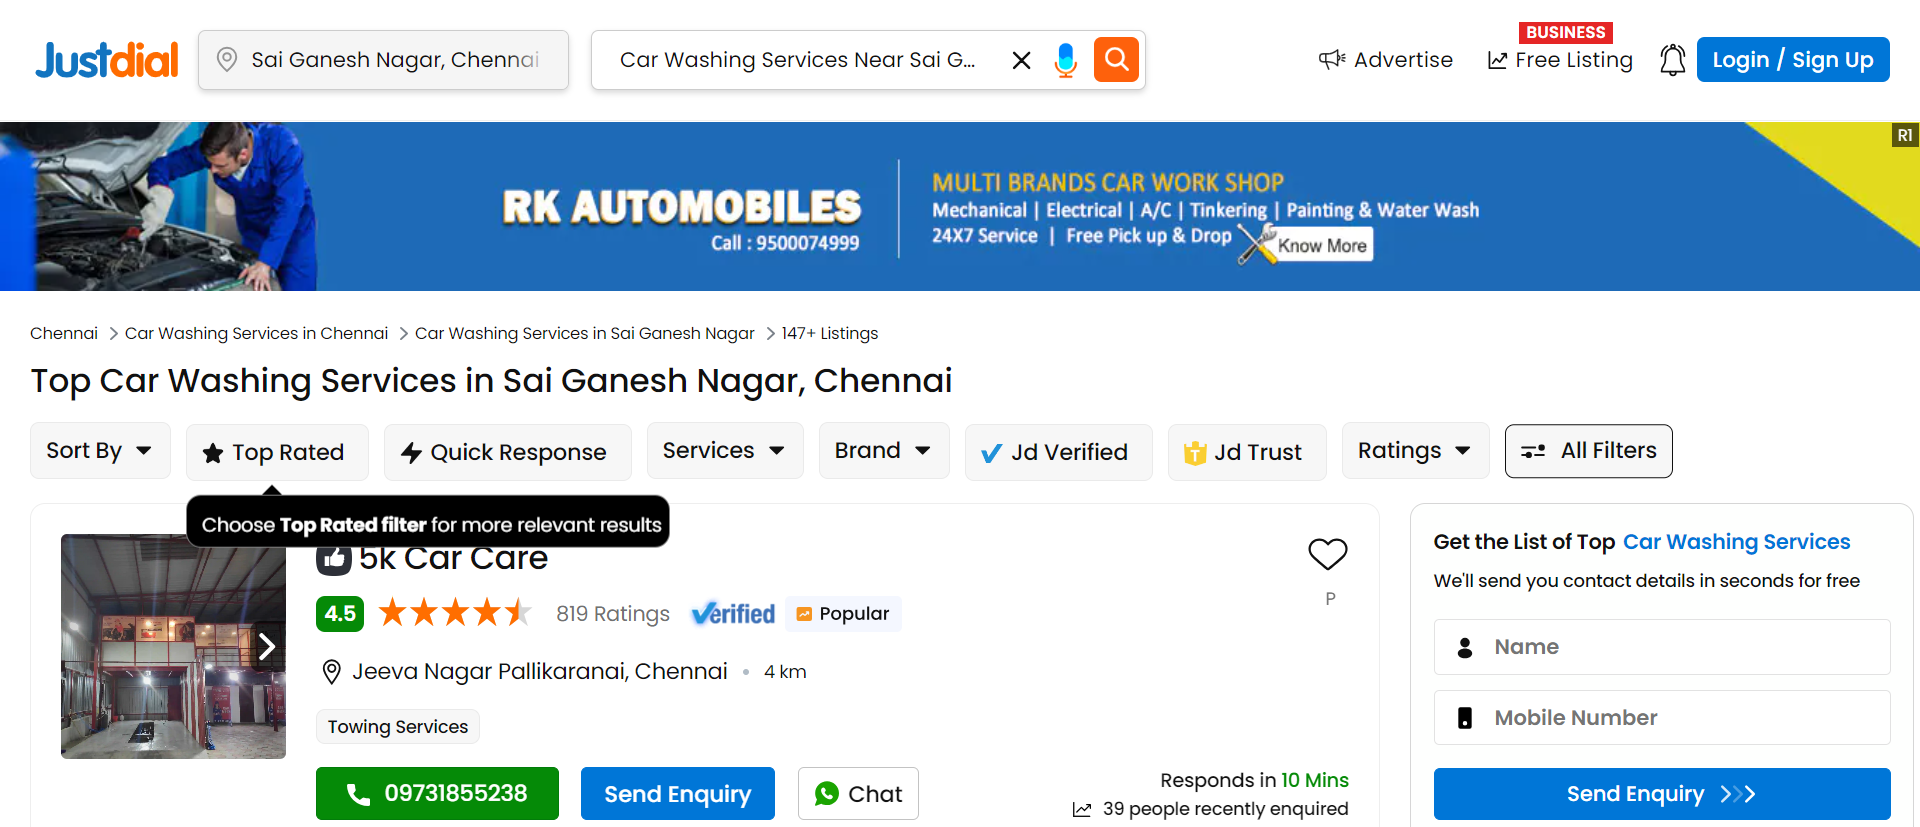 Justdial
Sai Ganesh Nagar, Chennai
Car Washing Services Near Sai G...
Advertise
BUSINESS
Free Listing
Login / Sign Up
R1
RK AUTOMOBILES
Call : 9500074999
MULTI BRANDS CAR WORK SHOP
Mechanical | Electrical | A/C | Tinkering | Painting & Water Wash
24X7 Service | Free Pick up & Drop
Know More
Chennai > Car Washing Services in Chennai > Car Washing Services in Sai Ganesh Nagar > 147+ Listings
Top Car Washing Services in Sai Ganesh Nagar, Chennai
Sort By
Top Rated
Quick Response
Services
Brand
Jd Verified
T
Jd Trust
Ratings
All Filters
Choose Top Rated filter for more relevant results
5k Car Care
4.5
819 Ratings
Verified
Popular
P
Jeeva Nagar Pallikaranai, Chennai • 4 km
Towing Services
09731855238
Send Enquiry
Chat
Responds in 10 Mins
39 people recently enquired
Get the List of Top Car Washing Services
We'll send you contact details in seconds for free
Name
Mobile Number
Send Enquiry